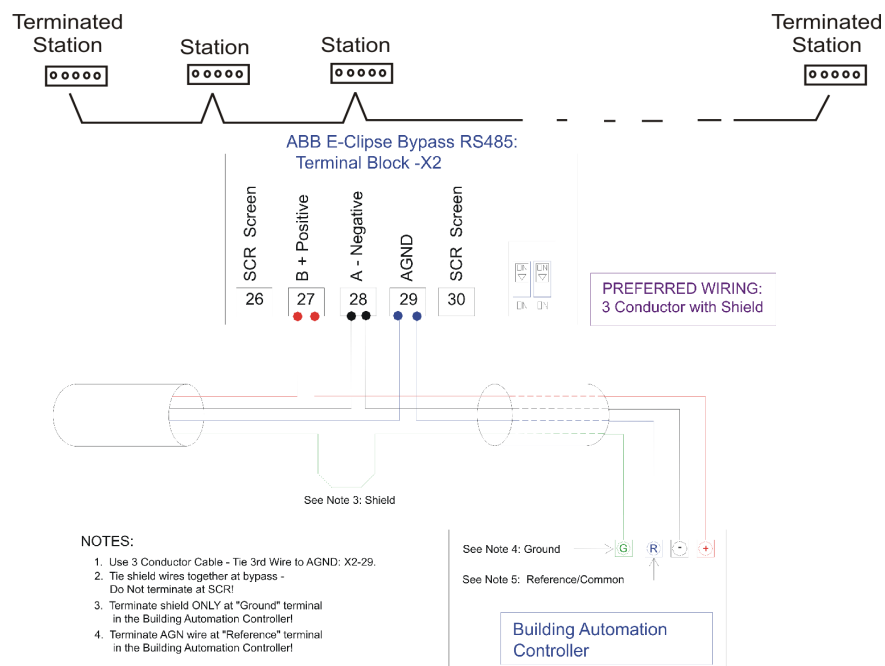 Terminated
Station
Station
Station
Terminated
Station
ABB E-Clipse Bypass RS485:
Terminal Block -X2
SCR Screen
B + Positive
A - Negative
AGND
SCR Screen
26
27
28
29
30
ON
ON
ON
ON
PREFERRED WIRING:
3 Conductor with Shield
See Note 3: Shield
NOTES:
1. Use 3 Conductor Cable - Tie 3rd Wire to AGND: X2-29.
2. Tie shield wires together at bypass -
Do Not terminate at SCR!
3. Terminate shield ONLY at "Ground" terminal
in the Building Automation Controller!
4. Terminate AGN wire at "Reference" terminal
in the Building Automation Controller!
See Note 4: Ground
G
R
-
+
See Note 5: Reference/Common
Building Automation
Controller